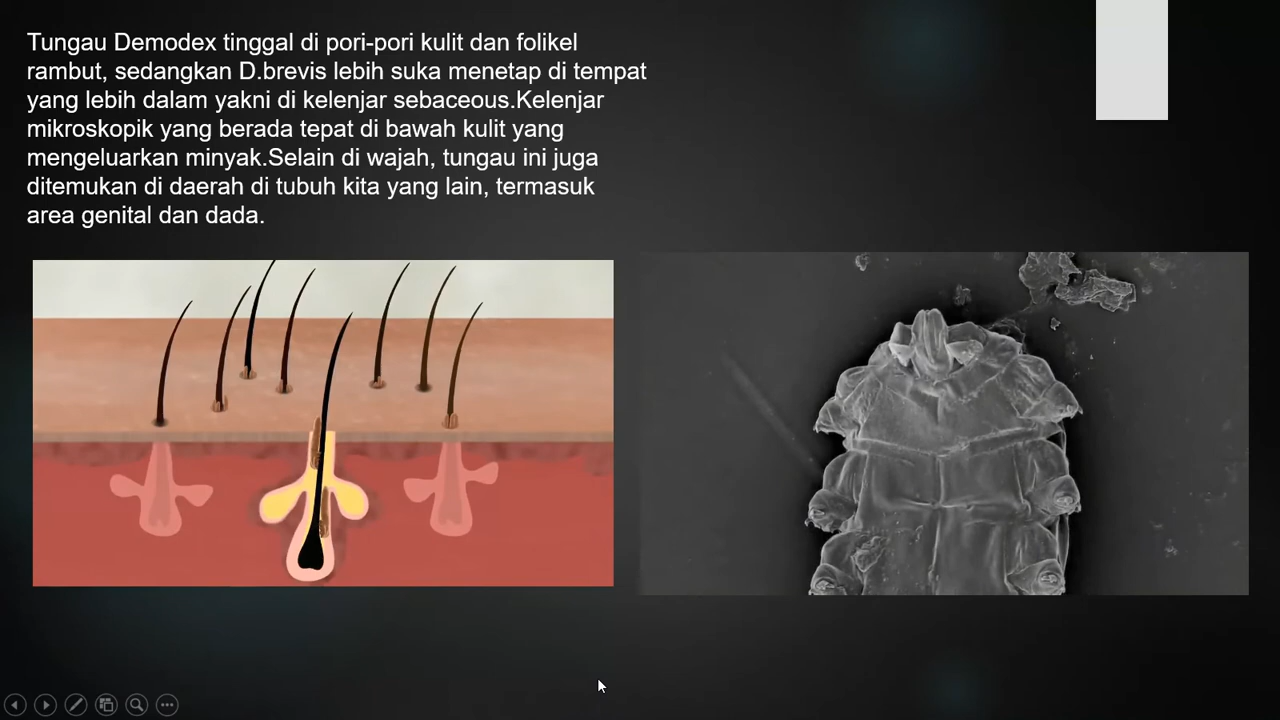 Tungau Demodex tinggal di pori-pori kulit dan folikel
rambut, sedangkan D.brevis lebih suka menetap di tempat
yang lebih dalam yakni di kelenjar sebaceous.Kelenjar
mikroskopik yang berada tepat di bawah kulit yang
mengeluarkan minyak.Selain di wajah, tungau ini juga
ditemukan di daerah di tubuh kita yang lain, termasuk
area genital dan dada.